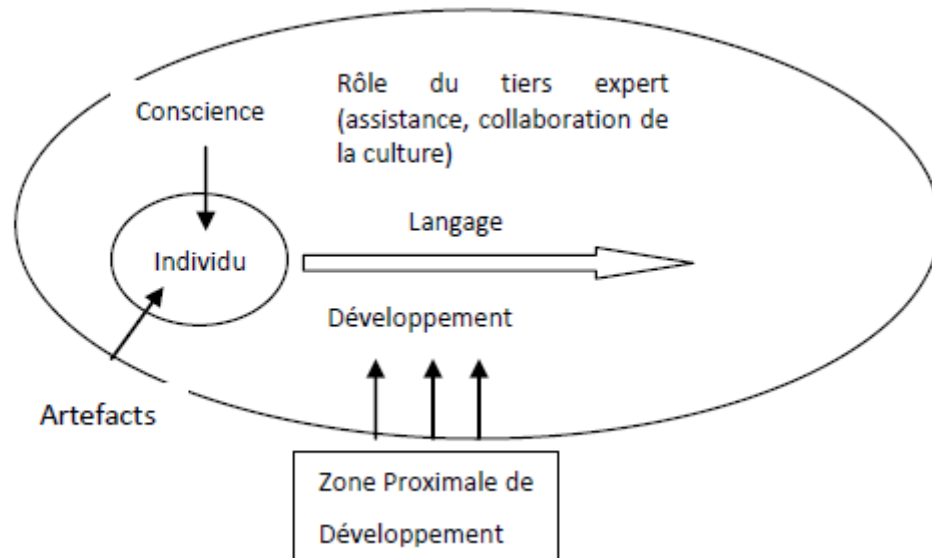 Rôle du tiers expert
(assistance, collaboration de
la culture)
Conscience
Langage
Individu
Développement
Artefacts
Zone Proximale de
Développement